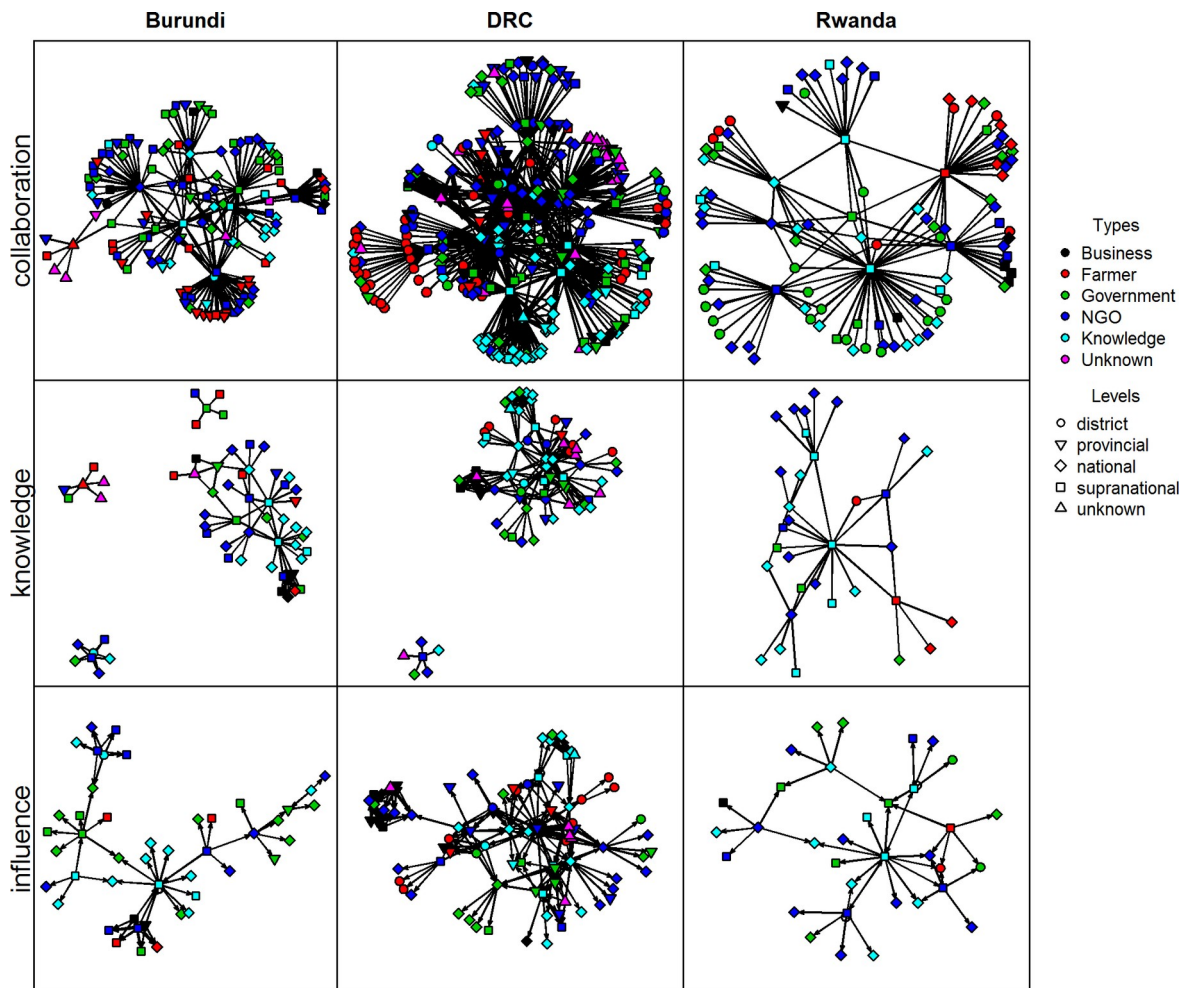 Burundi
DRC
Rwanda
collaboration
knowledge
influence
Types
Business
Farmer
Government
NGO
Knowledge
Unknown
Levels
district
provincial
national
supranational
unknown